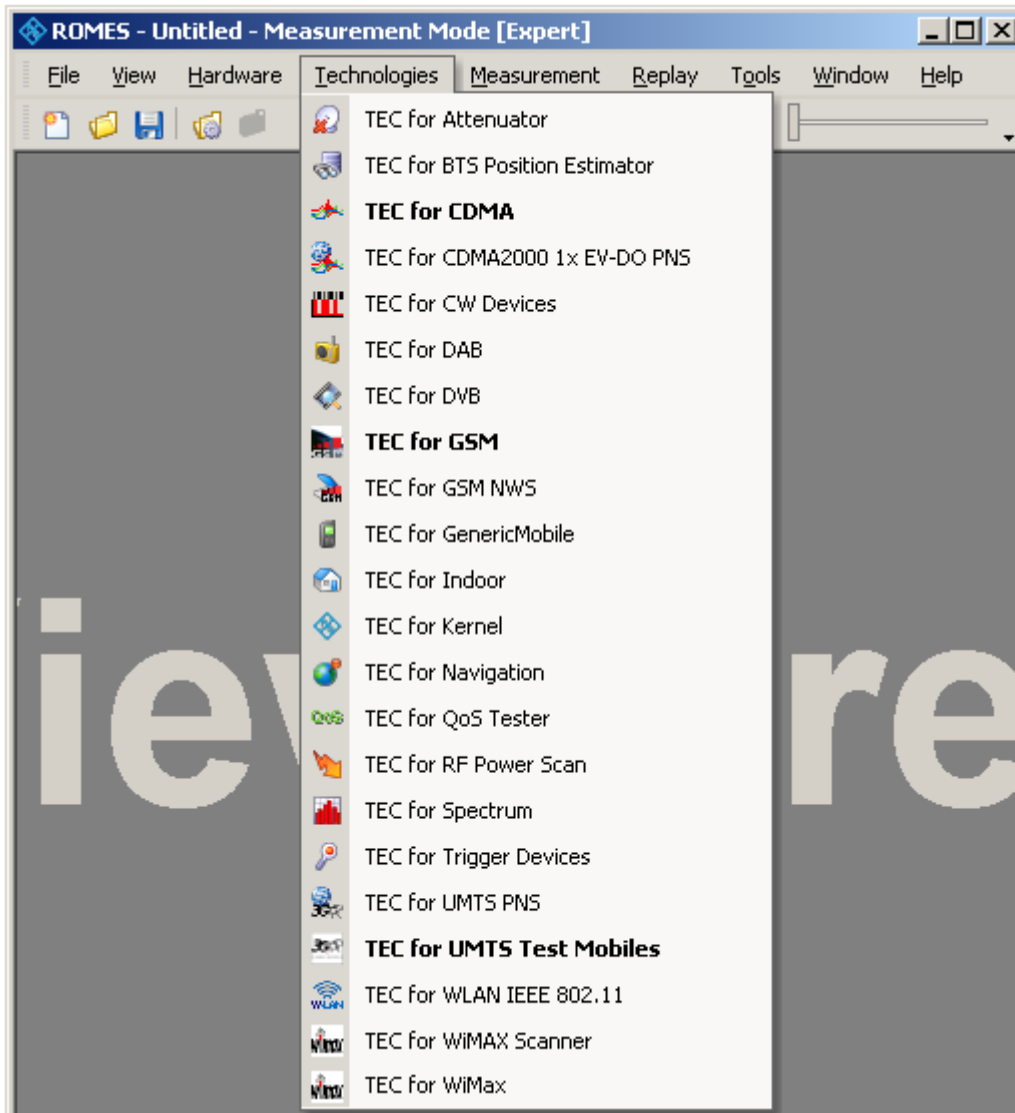 ROMES - Untitled - Measurement Mode [Expert]
File View Hardware Technologies Measurement Replay Tools Window Help
TEC for Attenuator
TEC for BTS Position Estimator
TEC for CDMA
TEC for CDMA2000 1x EV-DO PNS
TEC for CW Devices
TEC for DAB
TEC for DVB
TEC for GSM
TEC for GSM NWS
TEC for GenericMobile
TEC for Indoor
TEC for Kernel
TEC for Navigation
QoS TEC for QoS Tester
TEC for RF Power Scan
TEC for Spectrum
TEC for Trigger Devices
TEC for UMTS PNS
TEC for UMTS Test Mobiles
WLAN TEC for WLAN IEEE 802.11
TEC for WiMAX Scanner
TEC for WiMax